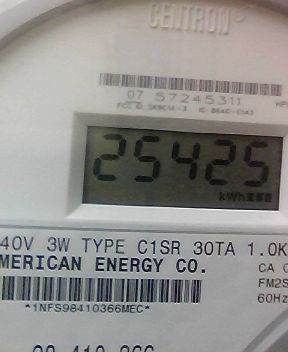 CENTRON®
07 57245311
25425
kWh
40V 3W TYPE C1SR 30TA 1.0K
MERICAN ENERGY CO.
CA 0
FM2S
60Hz
*1NFS98410366MEC*